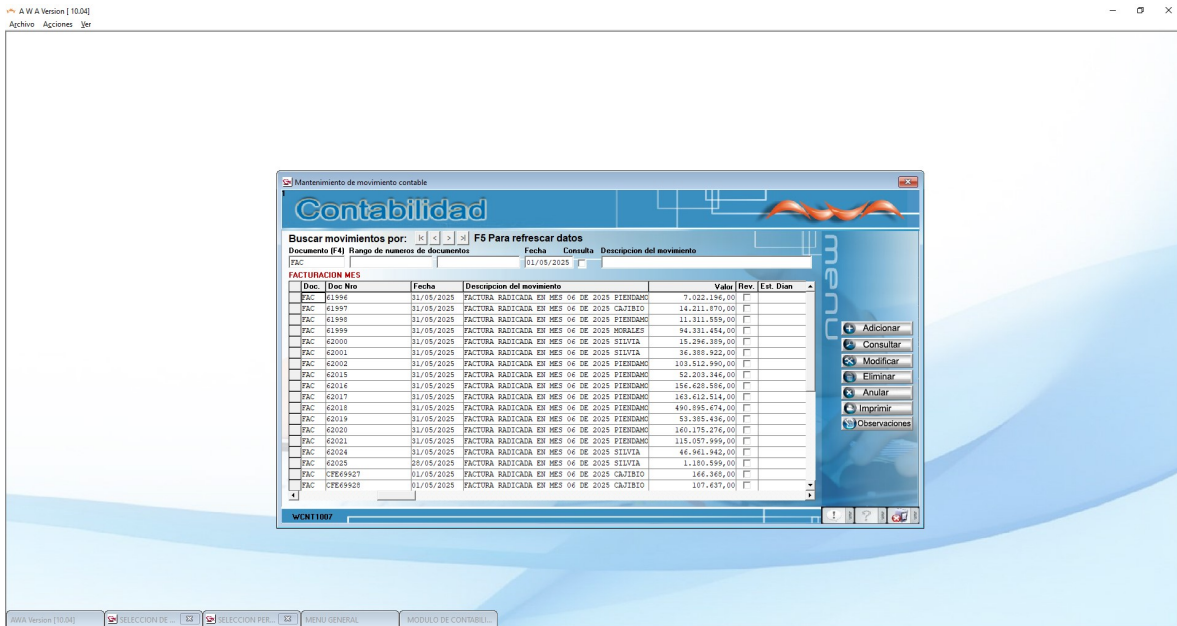 A W A Version [ 10.04]
Archivo Acciones Ver
Mantenimiento de movimiento contable
1
Contabilidad
AWA
Buscar movimientos por: |< < > >| F5 Para refrescar datos
Documento (F4) Rango de numeros de documentos Fecha Consulta Descripcion del movimiento
FAC 01/05/2025
FACTURACION MES
Doc. Doc Nro Fecha Descripcion del movimiento Valor Rev. Est. Dian
FAC 61996 31/05/2025 FACTURA RADICADA EN MES 06 DE 2025 PIENDAMO 7.022.196,00
FAC 61997 31/05/2025 FACTURA RADICADA EN MES 06 DE 2025 CAJIBIO 14.211.870,00
FAC 61998 31/05/2025 FACTURA RADICADA EN MES 06 DE 2025 PIENDAMO 11.311.559,00
FAC 61999 31/05/2025 FACTURA RADICADA EN MES 06 DE 2025 MORALES 94.331.454,00
FAC 62000 31/05/2025 FACTURA RADICADA EN MES 06 DE 2025 SILVIA 15.296.389,00
FAC 62001 31/05/2025 FACTURA RADICADA EN MES 06 DE 2025 SILVIA 36.388.922,00
FAC 62002 31/05/2025 FACTURA RADICADA EN MES 06 DE 2025 PIENDAMO 103.512.990,00
FAC 62015 31/05/2025 FACTURA RADICADA EN MES 06 DE 2025 PIENDAMO 52.203.346,00
FAC 62016 31/05/2025 FACTURA RADICADA EN MES 06 DE 2025 PIENDAMO 156.628.586,00
FAC 62017 31/05/2025 FACTURA RADICADA EN MES 06 DE 2025 PIENDAMO 163.612.514,00
FAC 62018 31/05/2025 FACTURA RADICADA EN MES 06 DE 2025 PIENDAMO 490.895.674,00
FAC 62019 31/05/2025 FACTURA RADICADA EN MES 06 DE 2025 PIENDAMO 53.385.436,00
FAC 62020 31/05/2025 FACTURA RADICADA EN MES 06 DE 2025 PIENDAMO 160.175.276,00
FAC 62021 31/05/2025 FACTURA RADICADA EN MES 06 DE 2025 PIENDAMO 115.057.999,00
FAC 62024 31/05/2025 FACTURA RADICADA EN MES 06 DE 2025 SILVIA 46.961.942,00
FAC 62025 28/05/2025 FACTURA RADICADA EN MES 06 DE 2025 SILVIA 1.180.599,00
FAC CFE69927 01/05/2025 FACTURA RADICADA EN MES 06 DE 2025 CAJIBIO 166.368,00
FAC CFE69928 01/05/2025 FACTURA RADICADA EN MES 06 DE 2025 CAJIBIO 107.637,00
menu
Adicionar
Consultar
Modificar
Eliminar
Anular
Imprimir
Observaciones
WCNT1007
! ?
AWA Version [10.04] SELECCION DE ... SELECCION PER... MENU GENERAL MODULO DE CONTABILI...